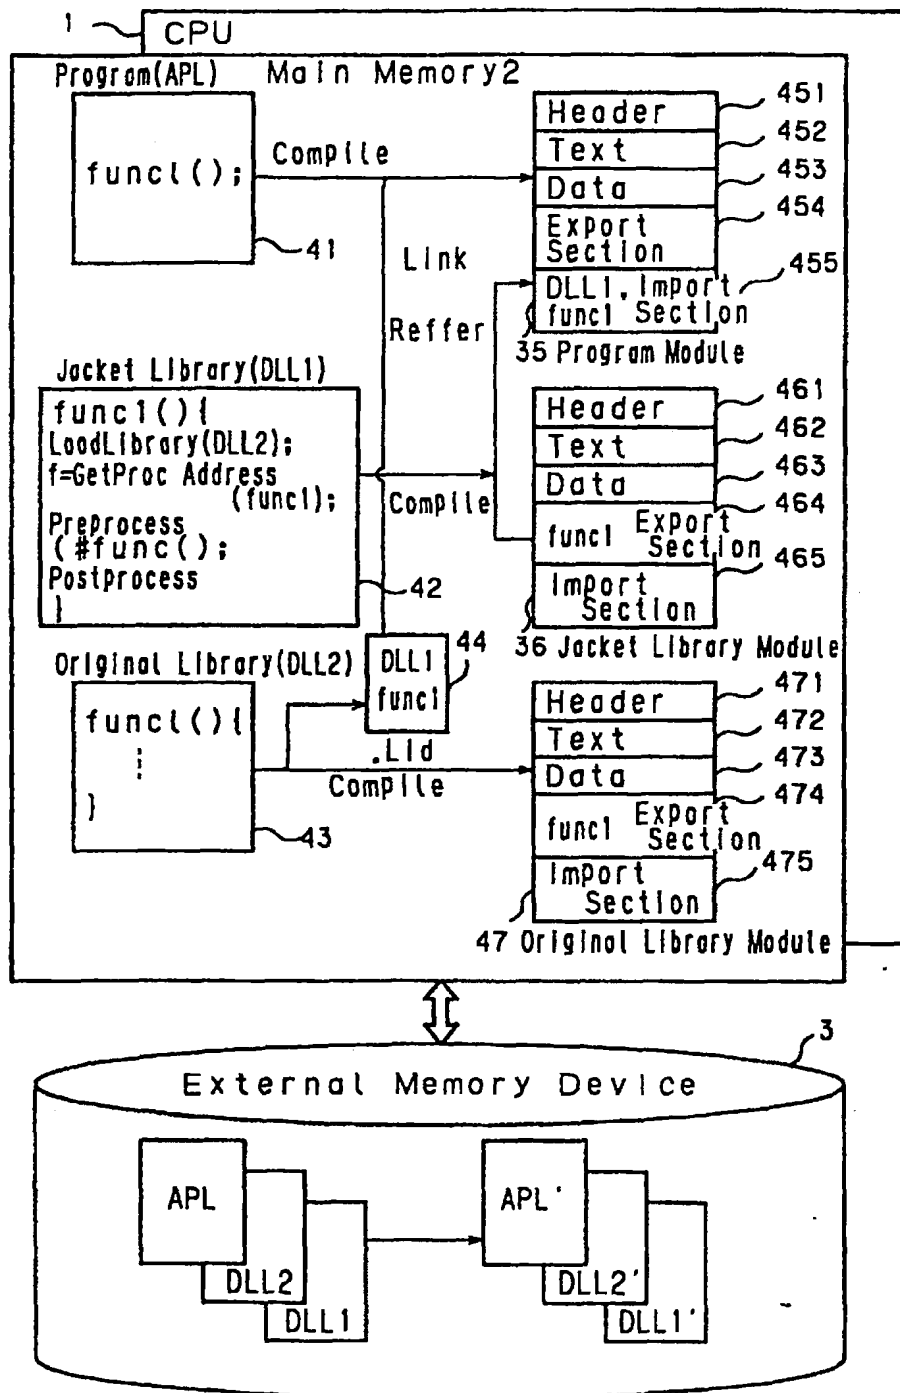 1 CPU
Program(APL) Main Memory2
func1();
41
Compile
Link
Reffer
Header 451
Text 452
Data 453
Export
Section 454
DLL1. Import
func1 Section 455
35 Program Module
Jacket Library(DLL1)
func1(){
LoadLibrary(DLL2);
f=GetProc Address
(func1);
Preprocess
(#func();
Postprocess
}
42
Compile
Header 461
Text 462
Data 463
464
func1 Export
Section
Import
Section 465
36 Jacket Library Module
Original Library(DLL2)
func1(){
}
43
DLL1
func1
44
.Lid
Compile
Header 471
Text 472
Data 473
474
func1 Export
Section
Import
Section 475
47 Original Library Module
3
External Memory Device
APL
DLL2
DLL1
APL'
DLL2'
DLL1'